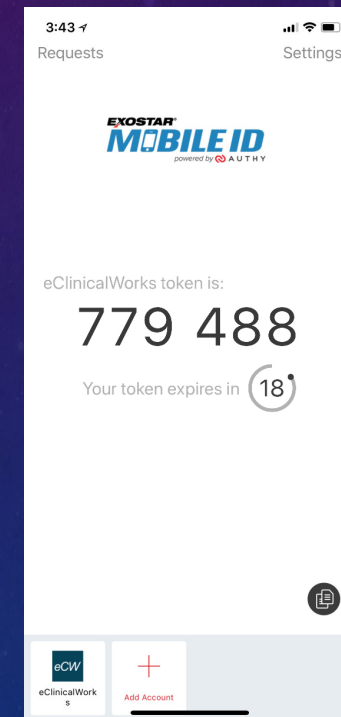 3:43
Requests
Settings
EXOSTAR®
MOBILE ID
powered by AUTHY
eClinicalWorks token is:
779 488
Your token expires in 18
eCW
eClinicalWork
s
Add Account